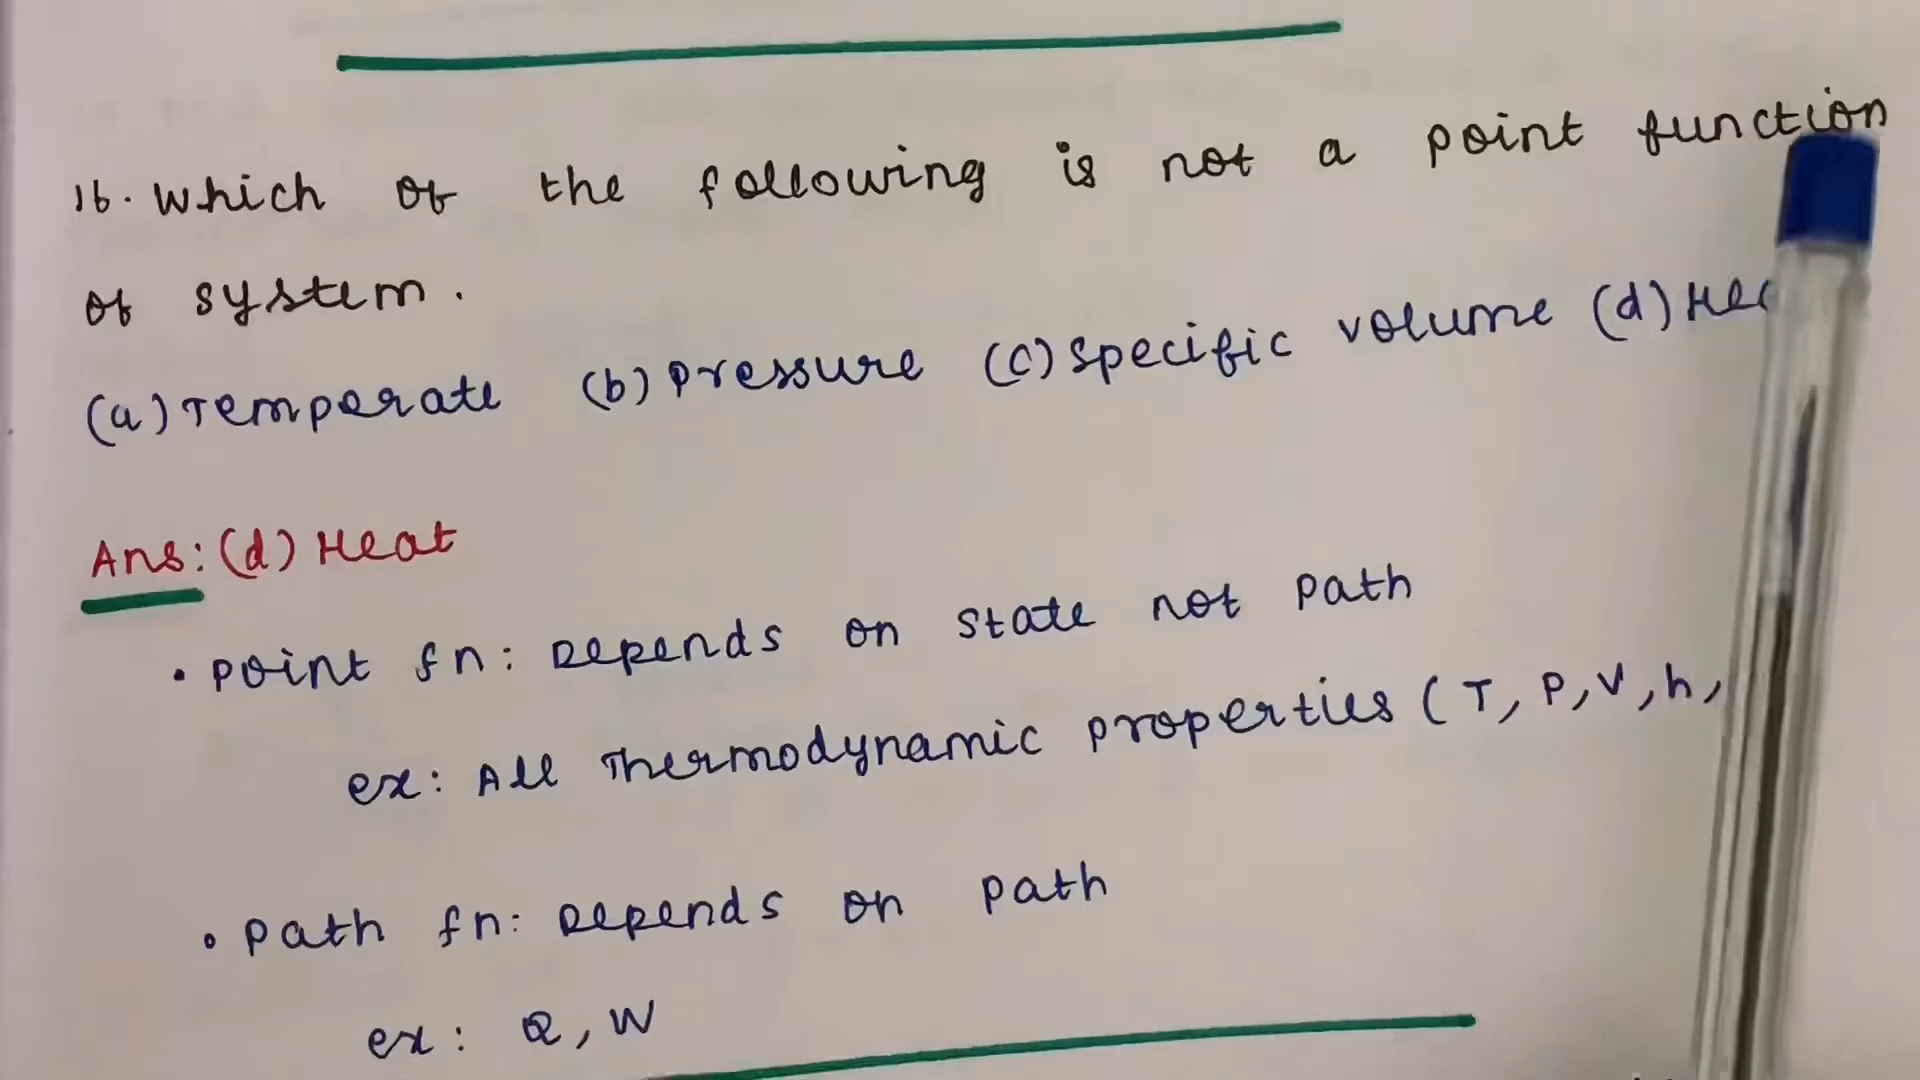 16. Which of the following is not a point function
of system.
(a) Temperate (b) Pressure (c) Specific volume (d)
Ans: (d) Heat
• Point fn: Depends on state not path
ex: All Thermodynamic properties (T, P, V, h,
• Path fn: Depends on path
ex: Q, W